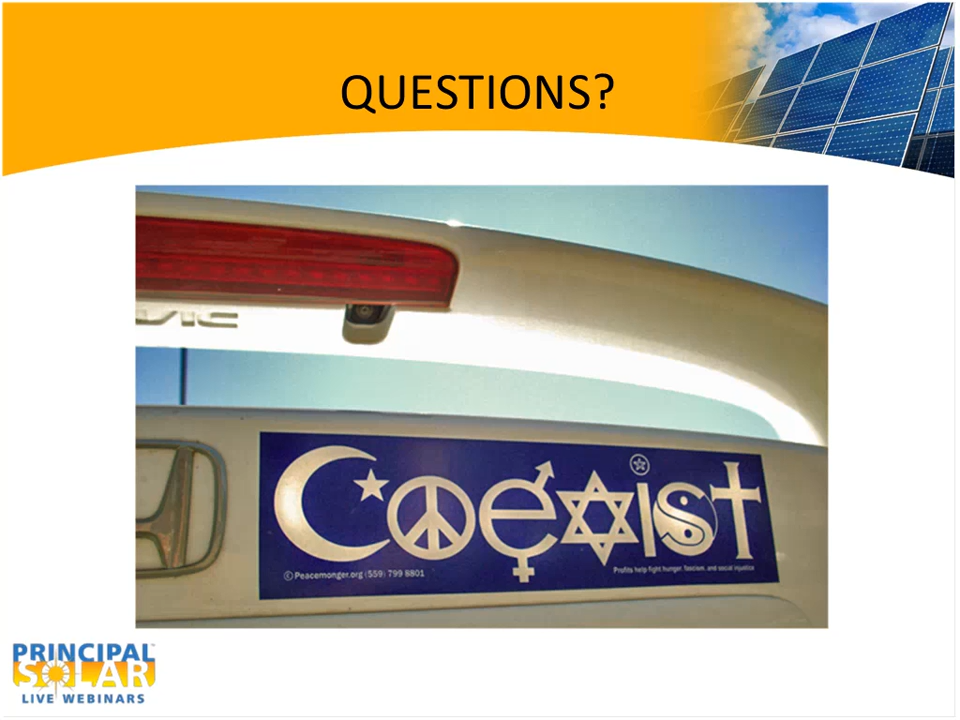 QUESTIONS?
VIC
Coexist
© Peacemonger.org (559) 799 8801
Profits help fight hunger, fascism, and social injustice
PRINCIPAL
SOLAR
LIVE WEBINARS